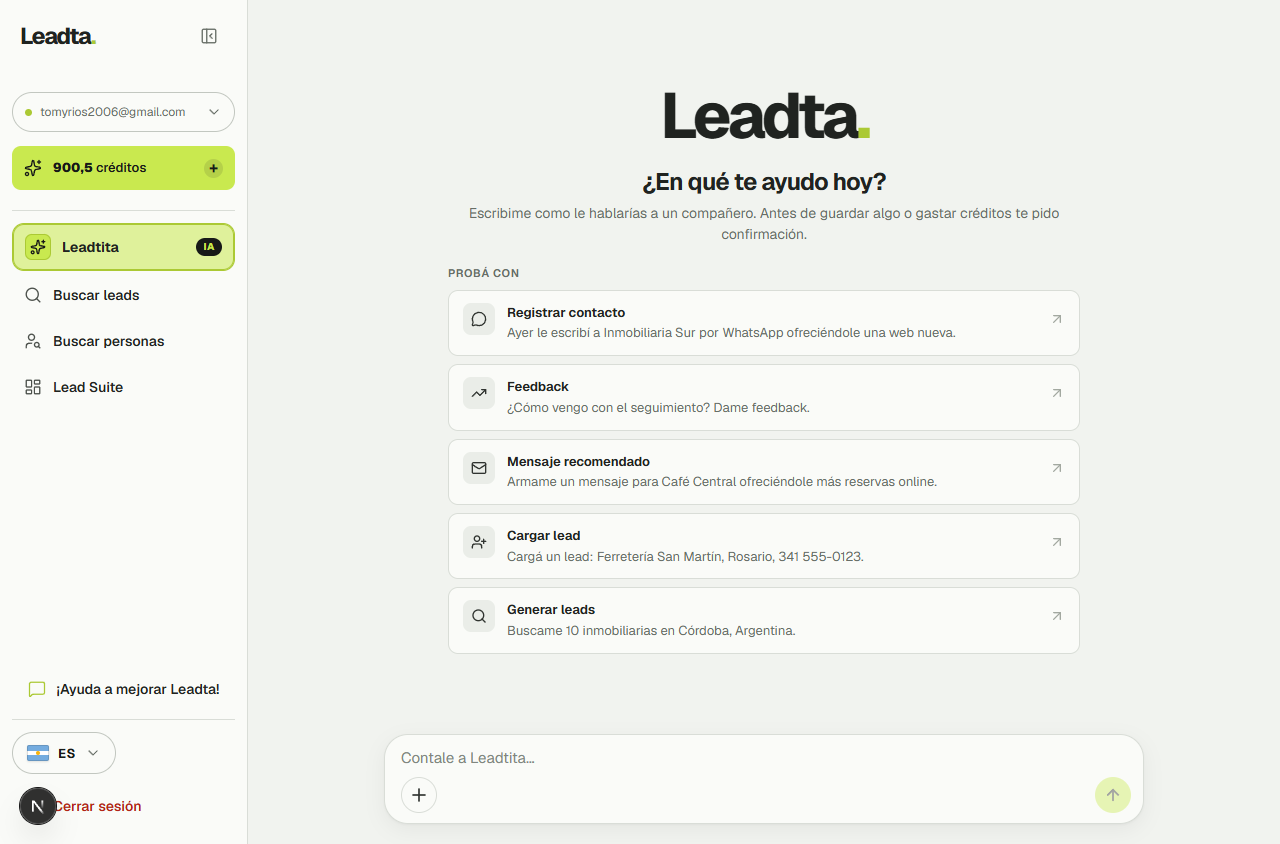 Leadta.
tomyrios2006@gmail.com
900,5 créditos
+
Leadtita
IA
Buscar leads
Buscar personas
Lead Suite
¡Ayuda a mejorar Leadta!
ES
N
Cerrar sesión
Leadta.
¿En qué te ayudo hoy?
Escribime como le hablarías a un compañero. Antes de guardar algo o gastar créditos te pido
confirmación.
PROBÁ CON
Registrar contacto
Ayer le escribí a Inmobiliaria Sur por WhatsApp ofreciéndole una web nueva.
Feedback
¿Cómo vengo con el seguimiento? Dame feedback.
Mensaje recomendado
Armame un mensaje para Café Central ofreciéndole más reservas online.
Cargar lead
Cargá un lead: Ferretería San Martín, Rosario, 341 555-0123.
Generar leads
Buscame 10 inmobiliarias en Córdoba, Argentina.
Contale a Leadtita...